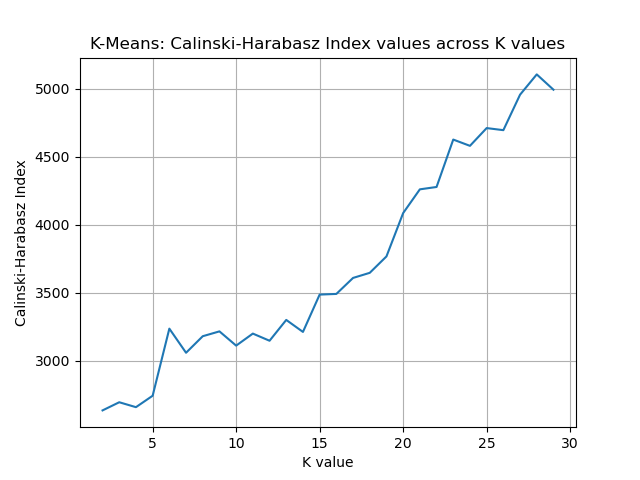 K-Means: Calinski-Harabasz Index values across K values
5000
4500
4000
3500
3000
Calinski-Harabasz Index
5 10 15 20 25 30
K value